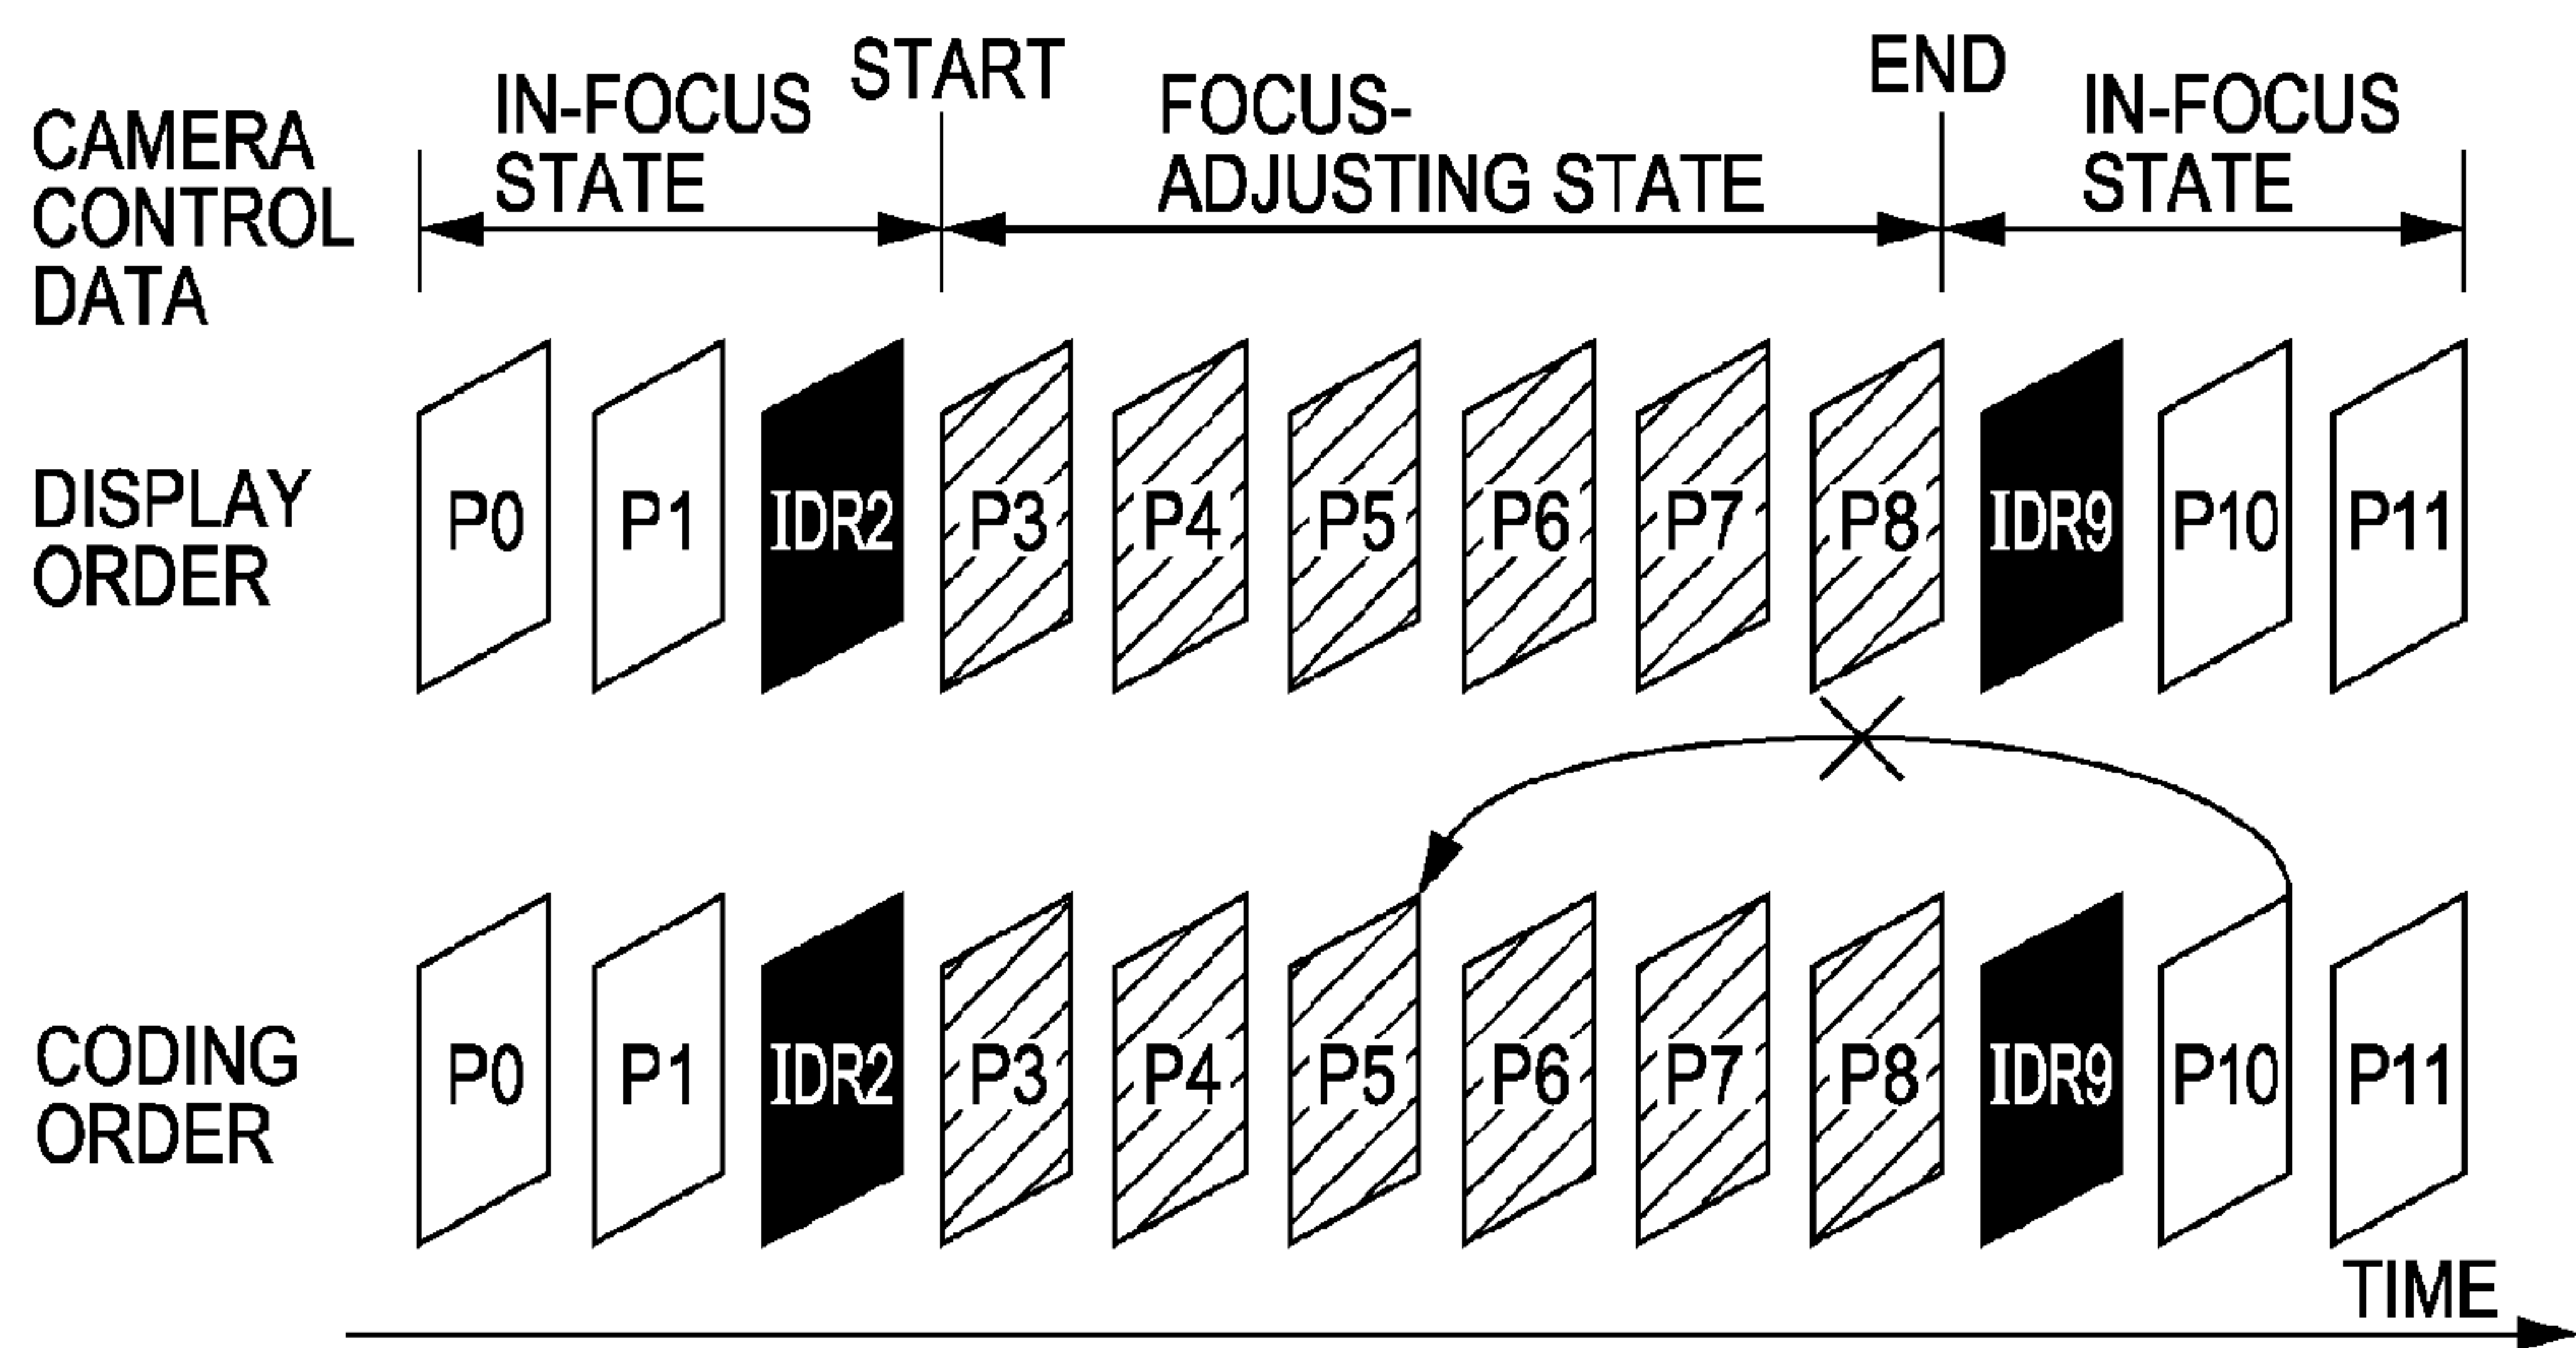 CAMERA
CONTROL
DATA
IN-FOCUS
STATE
START
FOCUS-
ADJUSTING STATE
END
IN-FOCUS
STATE
DISPLAY
ORDER
P0 P1 IDR2 P3 P4 P5 P6 P7 P8 IDR9 P10 P11
CODING
ORDER
P0 P1 IDR2 P3 P4 P5 P6 P7 P8 IDR9 P10 P11
TIME